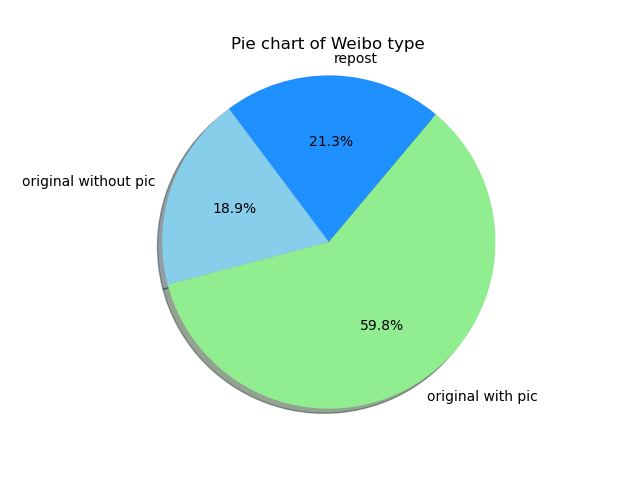 Pie chart of Weibo type
repost
21.3%
original without pic
18.9%
59.8%
original with pic